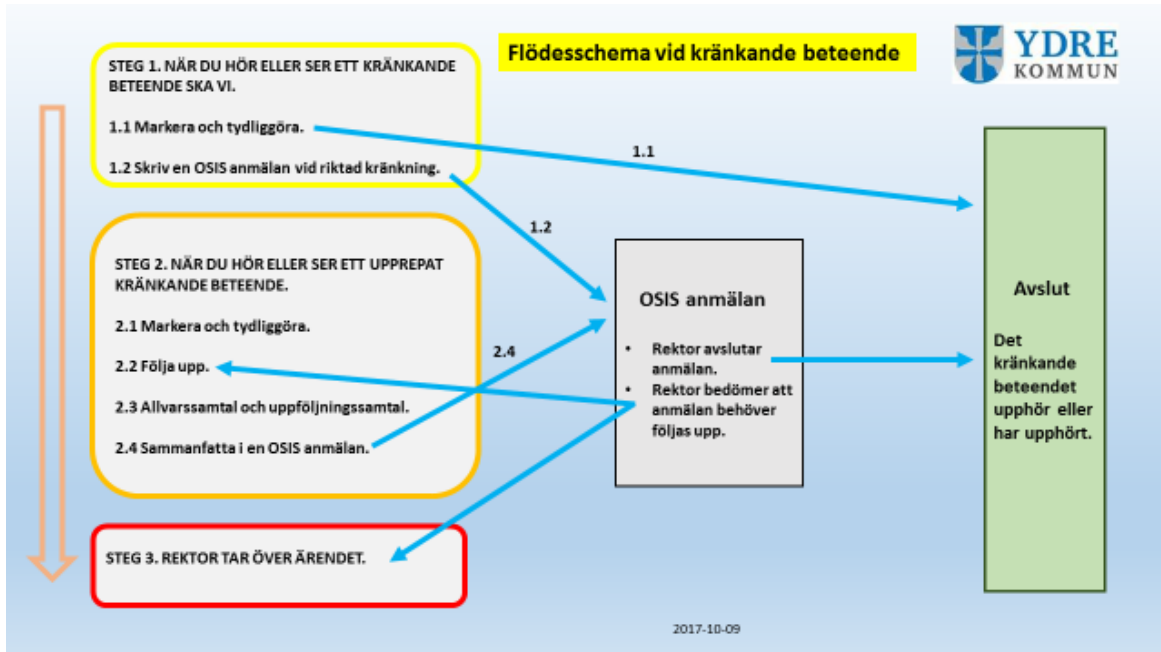 Flödesschema vid kränkande beteende
YDRE
KOMMUN
STEG 1. NÄR DU HÖR ELLER SER ETT KRÄNKANDE
BETEENDE SKA VI.
1.1 Markera och tydliggöra.
1.2 Skriv en OSIS anmälan vid riktad kränkning.
1.1
1.2
STEG 2. NÄR DU HÖR ELLER SER ETT UPPREPAT
KRÄNKANDE BETEENDE.
2.1 Markera och tydliggöra.
2.2 Följa upp.
2.3 Allvarssamtal och uppföljningssamtal.
2.4 Sammanfatta i en OSIS anmälan.
2.4
OSIS anmälan
• Rektor avslutar
anmälan.
• Rektor bedömer att
anmälan behöver
följas upp.
Avslut
Det
kränkande
beteendet
upphör eller
har upphört.
STEG 3. REKTOR TAR ÖVER ÄRENDET.
2017-10-09